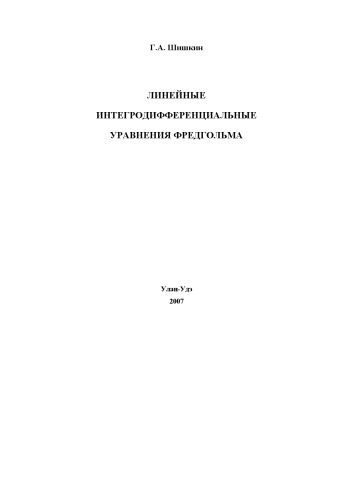 Г.А. Шишкин
ЛИНЕЙНЫЕ
ИНТЕГРОДИФФЕРЕНЦИАЛЬНЫЕ
УРАВНЕНИЯ ФРЕДГОЛЬМА
Улан-Удэ
2007